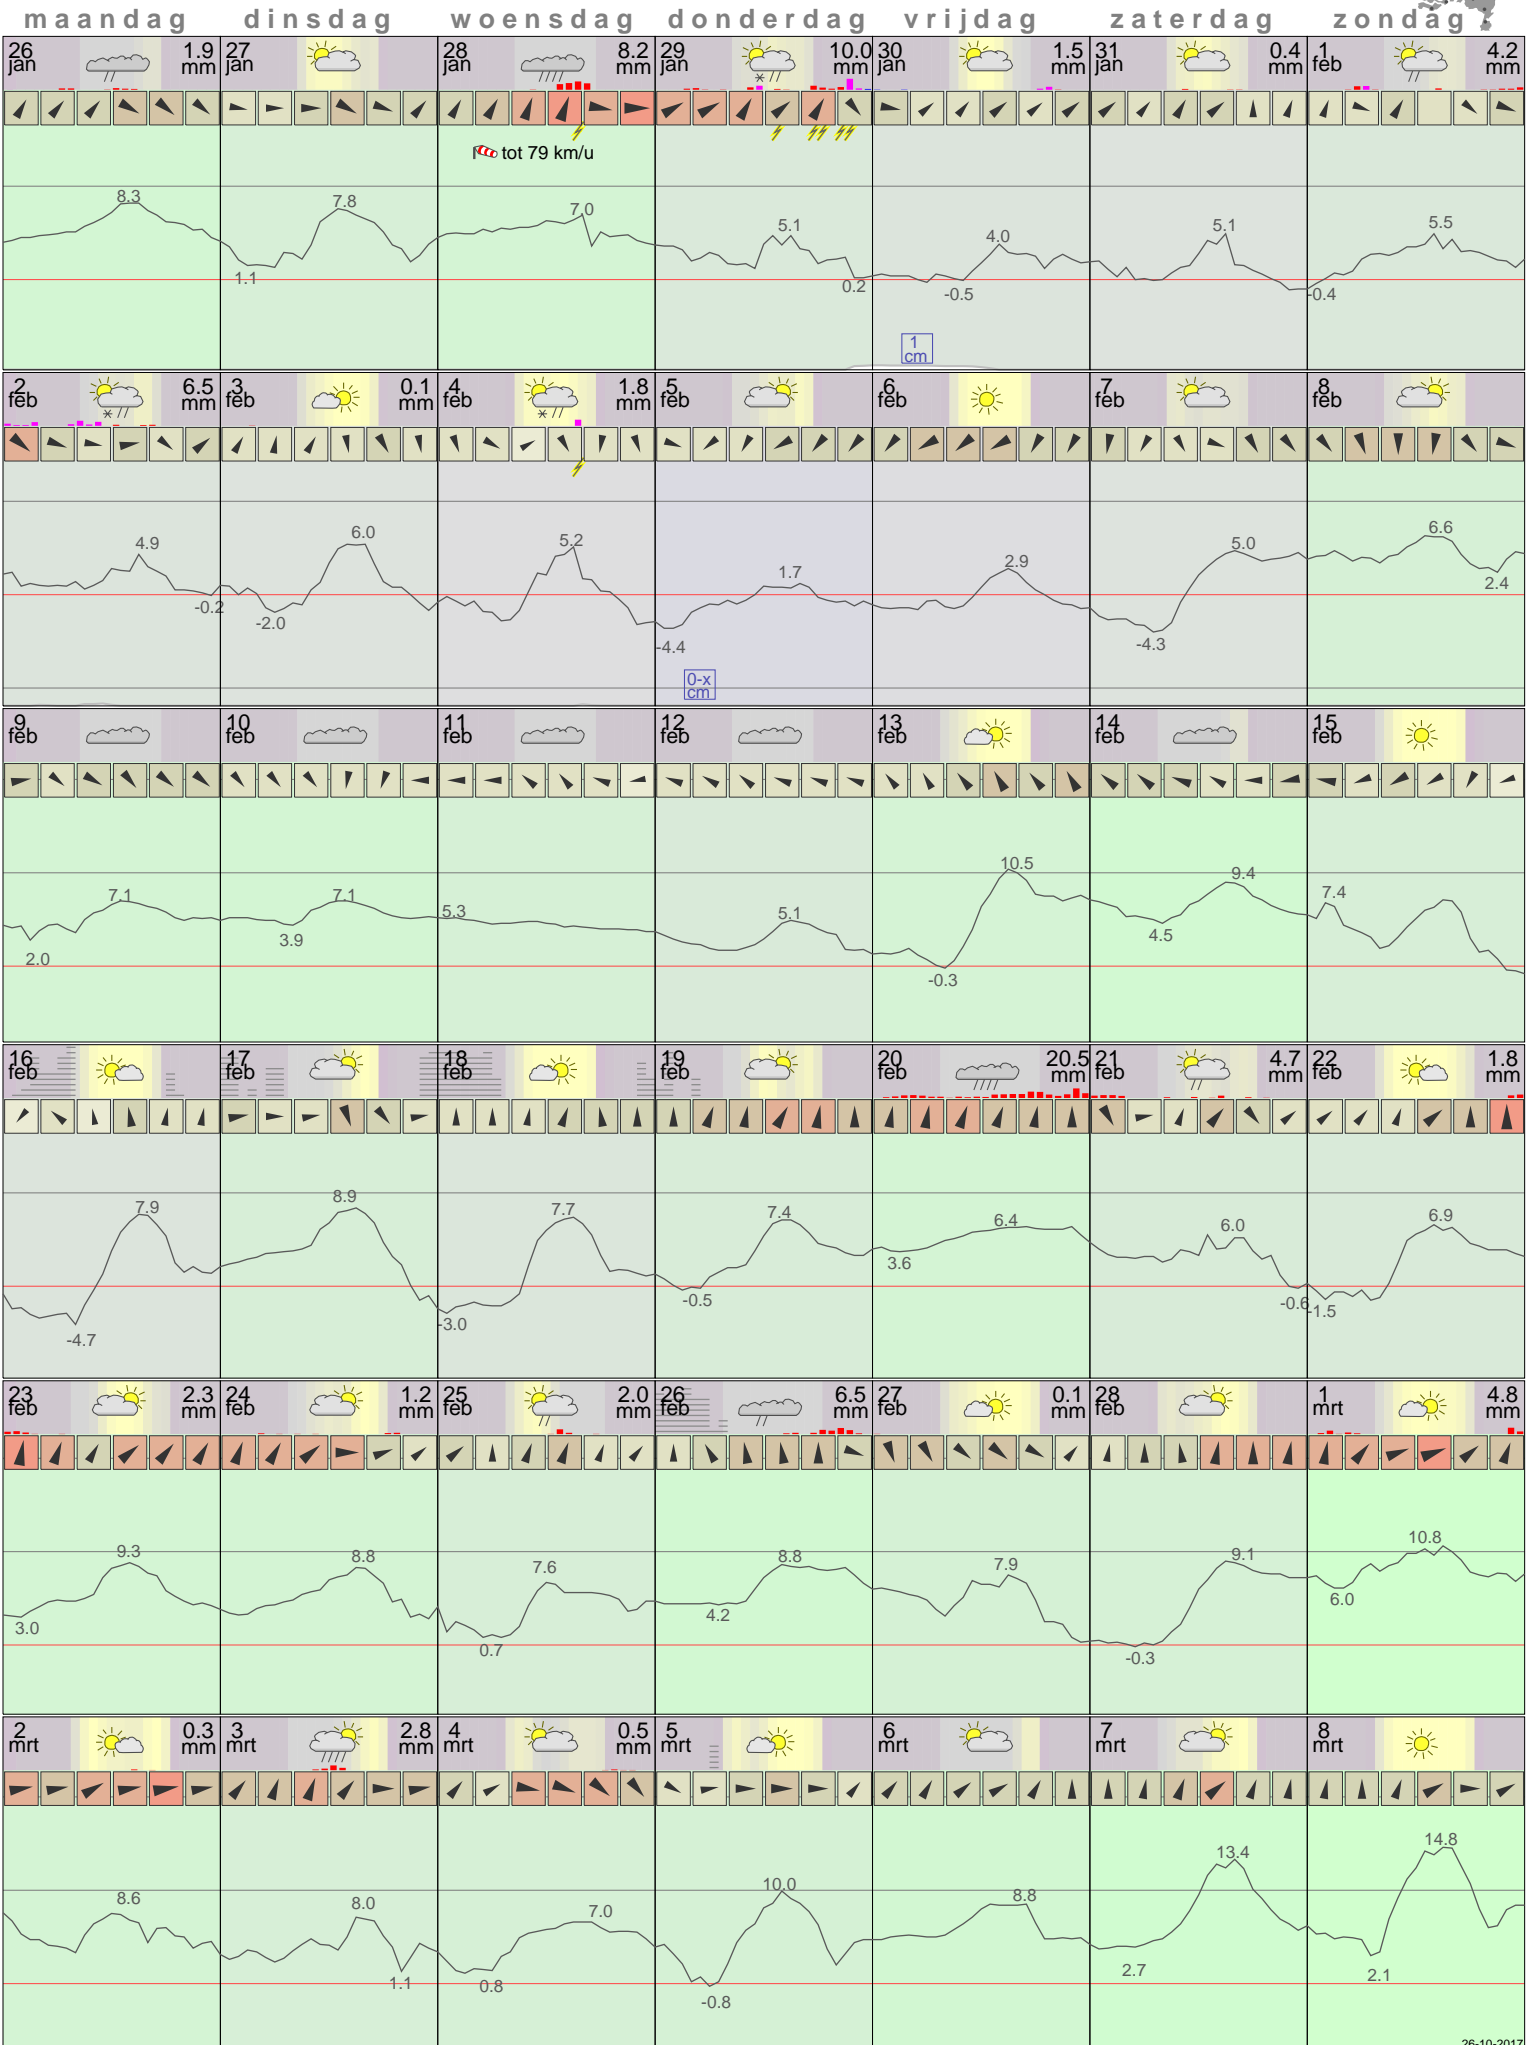 maandag dinsdag woensdag donderdag vrijdag zaterdag zondag
26 jan 1.9 mm 27 jan 28 jan 8.2 mm 29 jan 10.0 mm 30 jan 1.5 mm 31 jan 0.4 mm 1 feb 4.2 mm
tot 79 km/u
8.3 7.8 7.0 5.1 4.0 5.1 5.5
1.1 0.2 -0.5 -0.4
1 cm
2 feb 6.5 mm 3 feb 0.1 mm 4 feb 1.8 mm 5 feb 6 feb 7 feb 8 feb
4.9 6.0 5.2 1.7 2.9 5.0 6.6
-0.2 -2.0 -4.4 -4.3 2.4
0-x cm
9 feb 10 feb 11 feb 12 feb 13 feb 14 feb 15 feb
7.1 7.1 5.3 5.1 10.5 9.4 7.4
2.0 3.9 -0.3 4.5
16 feb 17 feb 18 feb 19 feb 20 feb 20.5 mm 21 feb 4.7 mm 22 feb 1.8 mm
7.9 8.9 7.7 7.4 6.4 6.0 6.9
-4.7 -3.0 -0.5 3.6 -0.6 -1.5
23 feb 2.3 mm 24 feb 1.2 mm 25 feb 2.0 mm 26 feb 6.5 mm 27 feb 0.1 mm 28 feb 1 mrt 4.8 mm
9.3 8.8 7.6 8.8 7.9 9.1 10.8
3.0 0.7 4.2 -0.3 6.0
2 mrt 0.3 mm 3 mrt 2.8 mm 4 mrt 0.5 mm 5 mrt 6 mrt 7 mrt 8 mrt
8.6 8.0 7.0 10.0 8.8 13.4 14.8
1.1 0.8 -0.8 2.7 2.1
26-10-2017